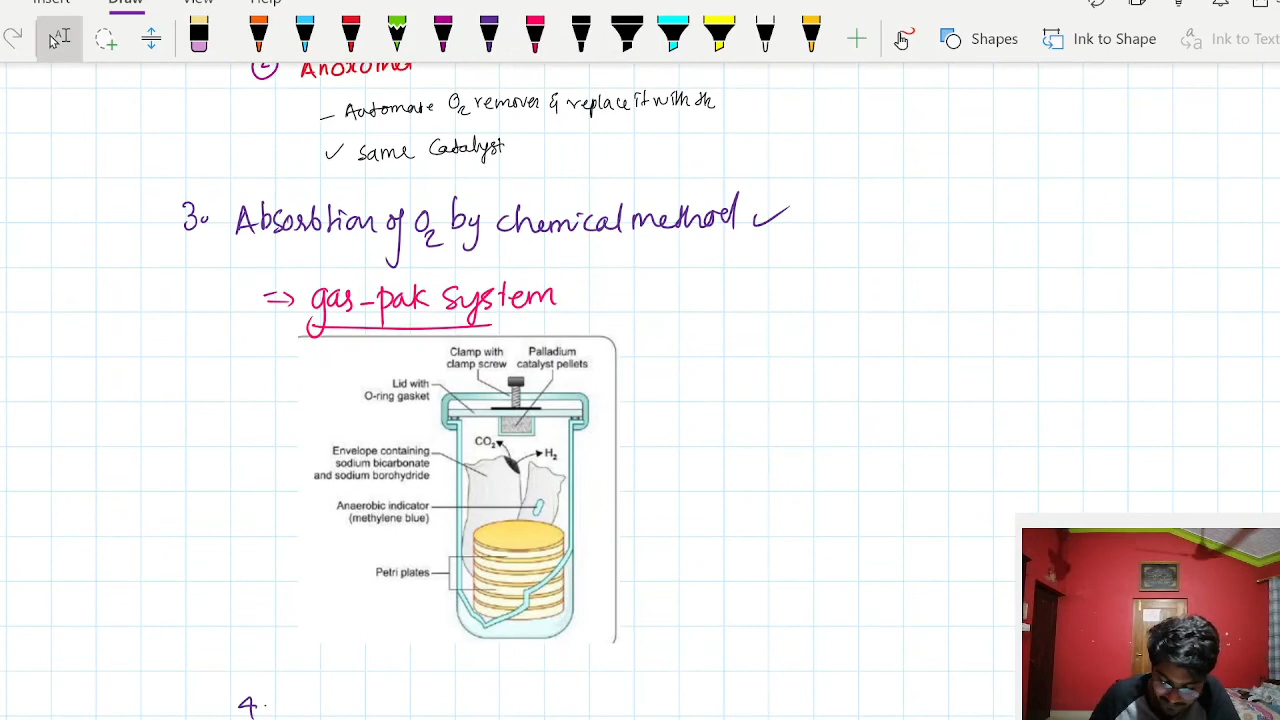 Insert Draw View Help
Shapes Ink to Shape Ink to Text
② Anoxomat
– Automate O2 remover & replace it with
✓ same Catalyst
3. Absorbtion of O2 by chemical method ✓
=> gas-pak system
Clamp with
clamp screw
Palladium
catalyst pellets
Lid with
O-ring gasket
CO2
H2
Envelope containing
sodium bicarbonate
and sodium borohydride
Anaerobic indicator
(methylene blue)
Petri plates
4.